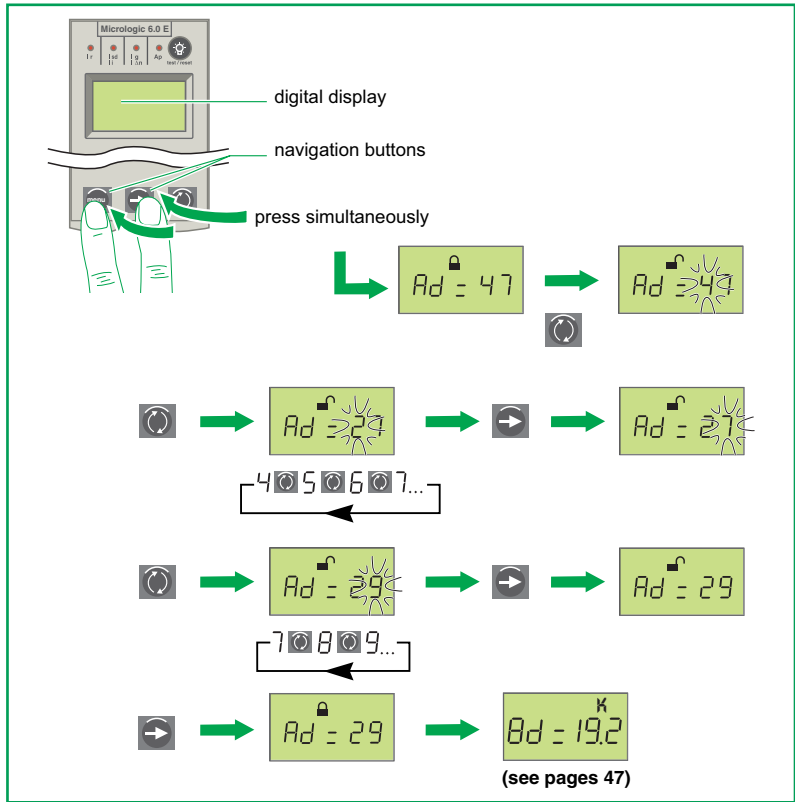 Micrologic 6.0 E
Ir Isd Ig Ap
Ii IΔn test / reset
digital display
navigation buttons
menu
press simultaneously
Ad = 47
Ad = 47
Ad = 27
Ad = 27
4 5 6 7...
Ad = 29
Ad = 29
7 8 9...
Ad = 29
K
Bd = 19.2
(see pages 47)